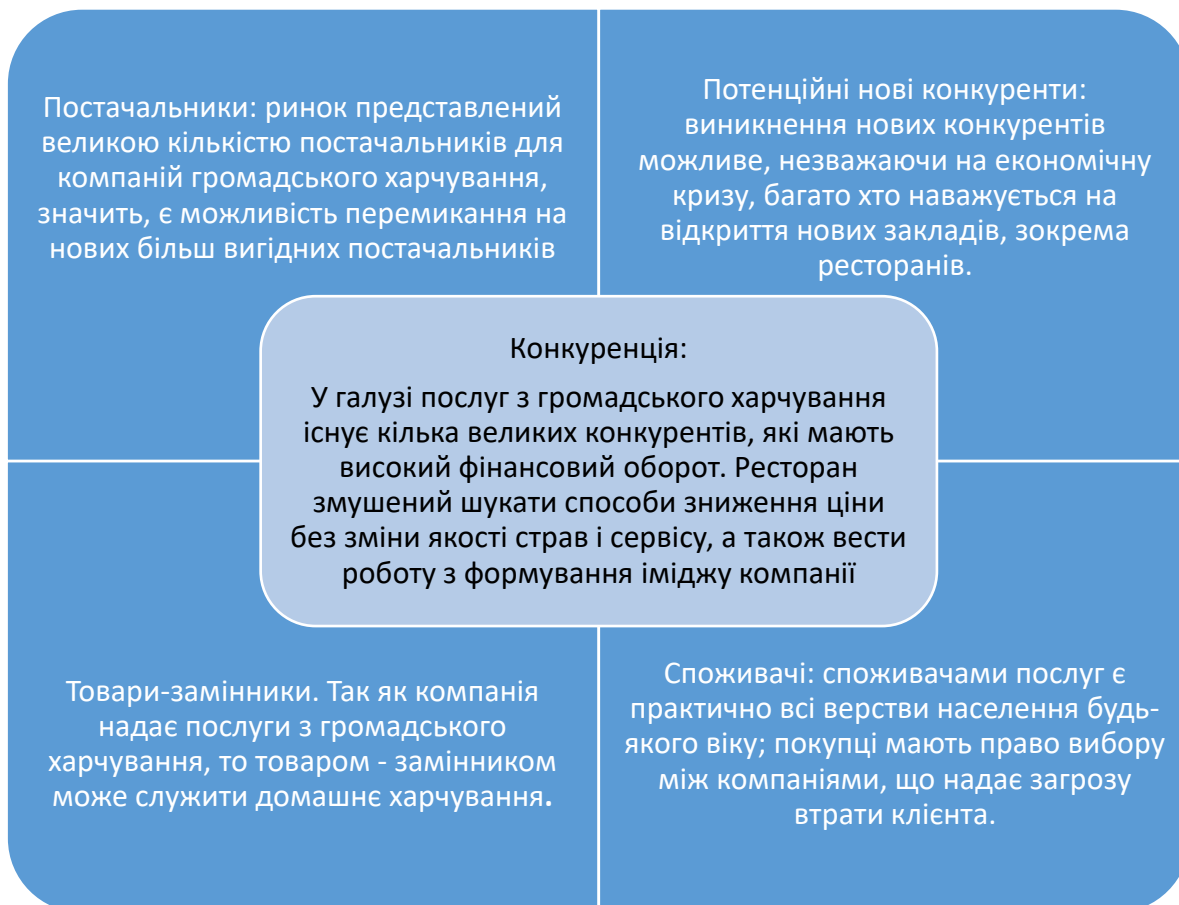 Постачальники: ринок представлений
великою кількістю постачальників для
компаній громадського харчування,
значить, є можливість перемикання на
нових більш вигідних постачальників
Потенційні нові конкуренти:
виникнення нових конкурентів
можливе, незважаючи на економічну
кризу, багато хто наважується на
відкриття нових закладів, зокрема
ресторанів.
Конкуренція:
У галузі послуг з громадського харчування
існує кілька великих конкурентів, які мають
високий фінансовий оборот. Ресторан
змушений шукати способи зниження ціни
без зміни якості страв і сервісу, а також вести
роботу з формування іміджу компанії
Товари-замінники. Так як компанія
надає послуги з громадського
харчування, то товаром - замінником
може служити домашнє харчування.
Споживачі: споживачами послуг є
практично всі верстви населення будь-
якого віку; покупці мають право вибору
між компаніями, що надає загрозу
втрати клієнта.